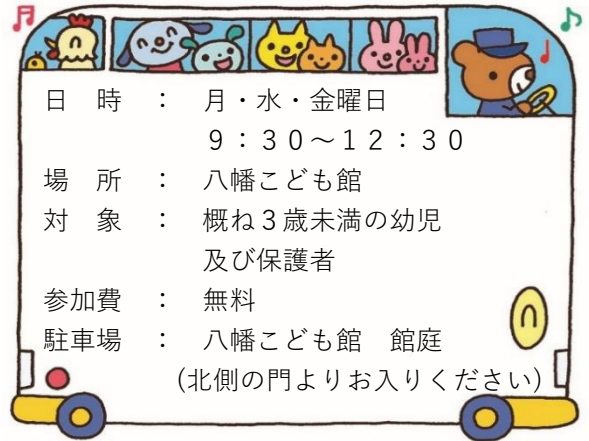 日　時　：　月・水・金曜日
９：３０～１２：３０
場　所　：　八幡こども館
対　象　：　概ね３歳未満の幼児
及び保護者
参加費　：　無料
駐車場　：　八幡こども館　館庭
(北側の門よりお入りください)